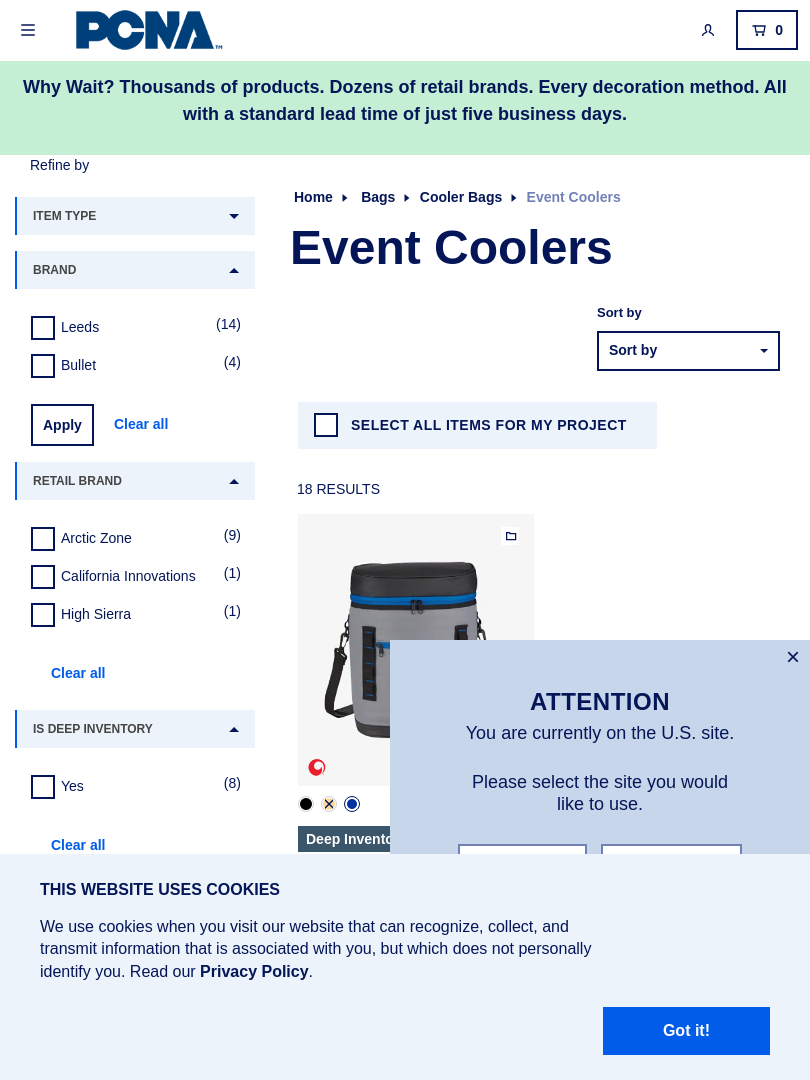 PCNA™
0
Why Wait? Thousands of products. Dozens of retail brands. Every decoration method. All
with a standard lead time of just five business days.
Refine by
ITEM TYPE
BRAND
Leeds (14)
Bullet (4)
Apply Clear all
RETAIL BRAND
Arctic Zone (9)
California Innovations (1)
High Sierra (1)
Clear all
IS DEEP INVENTORY
Yes (8)
Clear all
Home Bags Cooler Bags Event Coolers
Event Coolers
Sort by
Sort by
SELECT ALL ITEMS FOR MY PROJECT
18 RESULTS
Deep Invento
×
ATTENTION
You are currently on the U.S. site.
Please select the site you would
like to use.
THIS WEBSITE USES COOKIES
We use cookies when you visit our website that can recognize, collect, and
transmit information that is associated with you, but which does not personally
identify you. Read our Privacy Policy.
Got it!